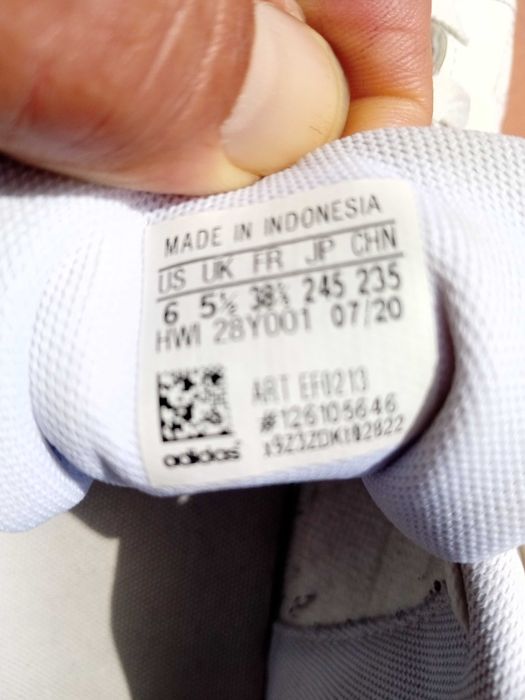 MADE IN INDONESIA
US UK FR JP CHN
6 5½ 38⅔ 245 235
HWI 28Y001 07/20
ART EF0213
#126105646
adidas